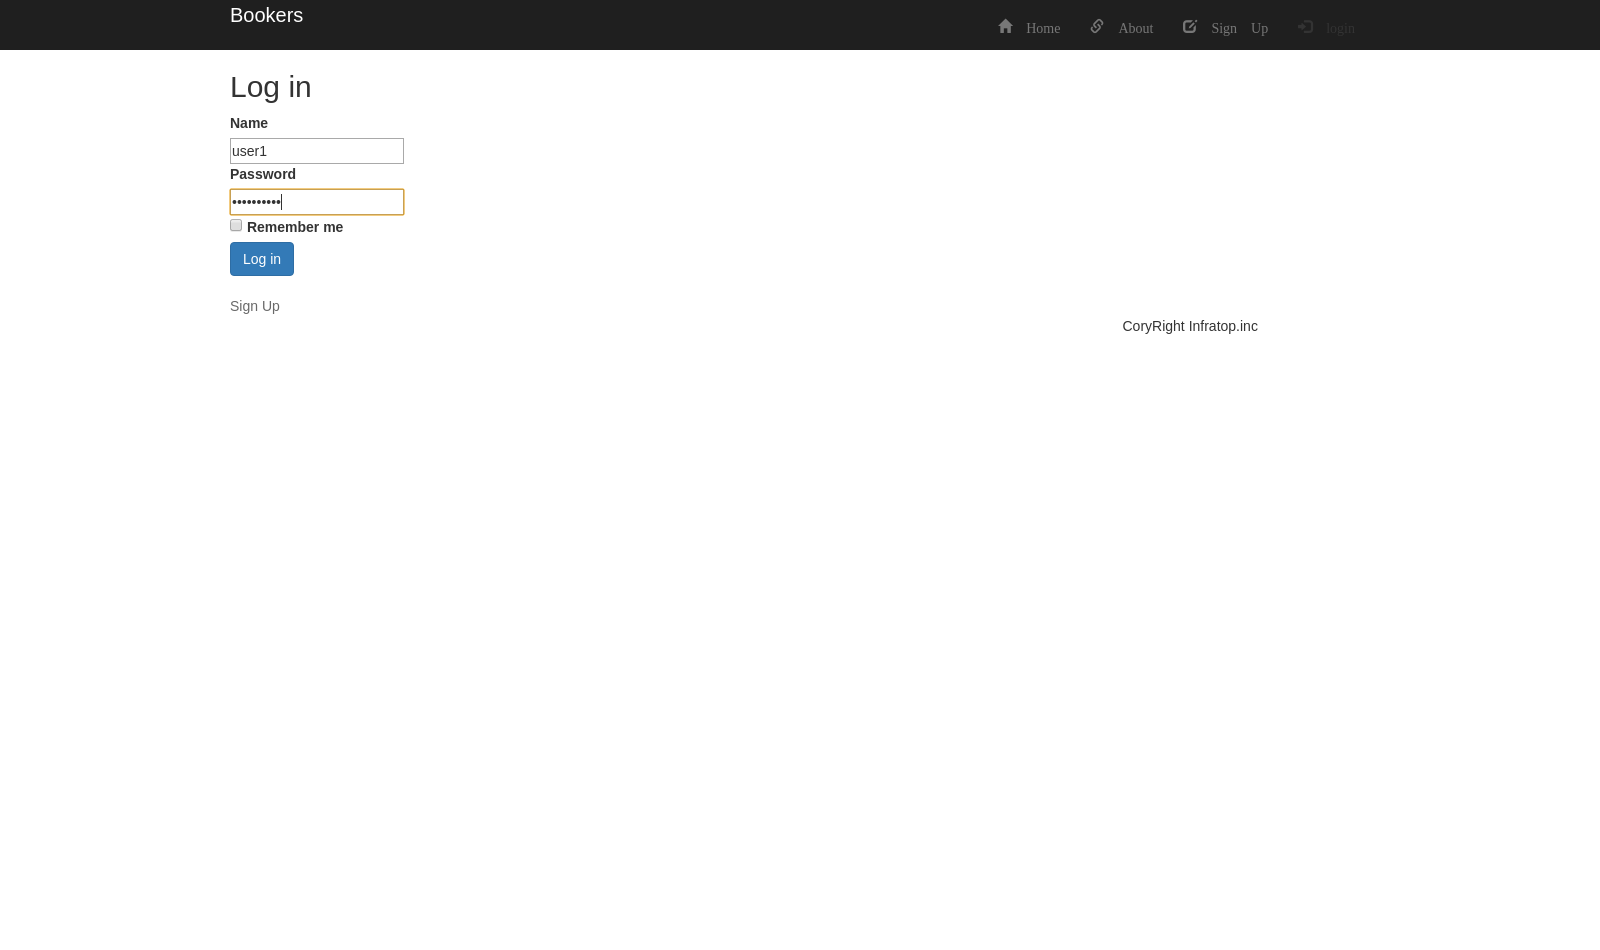 Bookers
Home About Sign Up login
Log in
Name
user1
Password
••••••••••
Remember me
Log in
Sign Up
CoryRight Infratop.inc